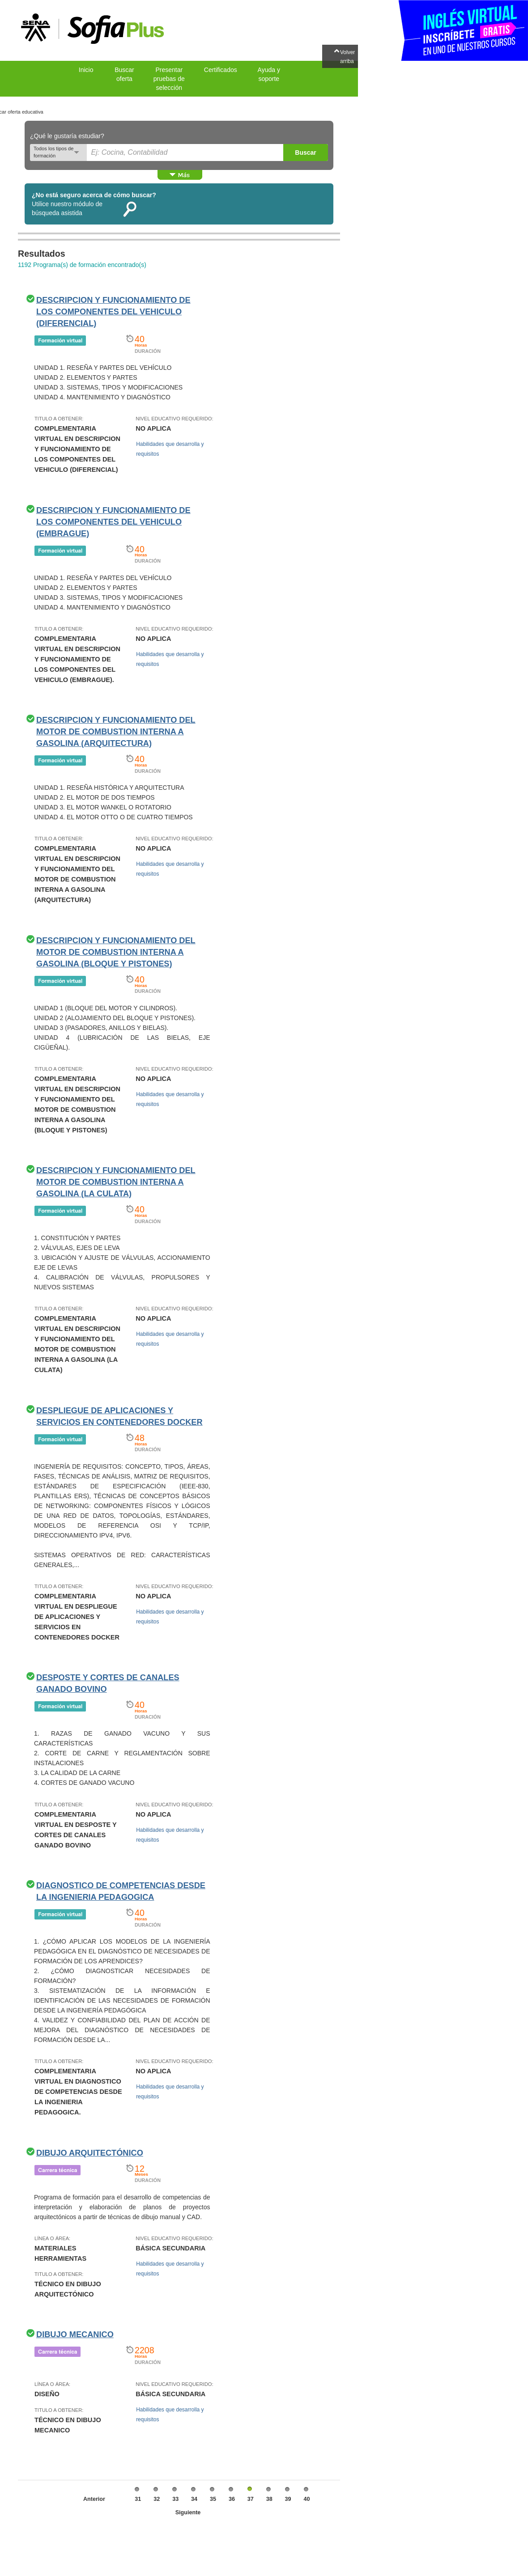 SENA
SofiaPlus
INGLÉS VIRTUAL
INSCRÍBETE GRATIS
EN UNO DE NUESTROS CURSOS
Volver
arriba
Inicio
Buscar
oferta
Presentar
pruebas de
selección
Certificados
Ayuda y
soporte
car oferta educativa
¿Qué le gustaría estudiar?
Todos los tipos de
formación
Ej: Cocina, Contabilidad
Buscar
Más
¿No está seguro acerca de cómo buscar?
Utilice nuestro módulo de
búsqueda asistida
Resultados
1192 Programa(s) de formación encontrado(s)
DESCRIPCION Y FUNCIONAMIENTO DE
LOS COMPONENTES DEL VEHICULO
(DIFERENCIAL)
Formación virtual
40
Horas
DURACIÓN
UNIDAD 1. RESEÑA Y PARTES DEL VEHÍCULO
UNIDAD 2. ELEMENTOS Y PARTES
UNIDAD 3. SISTEMAS, TIPOS Y MODIFICACIONES
UNIDAD 4. MANTENIMIENTO Y DIAGNÓSTICO
TITULO A OBTENER:
COMPLEMENTARIA
VIRTUAL EN DESCRIPCION
Y FUNCIONAMIENTO DE
LOS COMPONENTES DEL
VEHICULO (DIFERENCIAL)
NIVEL EDUCATIVO REQUERIDO:
NO APLICA
Habilidades que desarrolla y
requisitos
DESCRIPCION Y FUNCIONAMIENTO DE
LOS COMPONENTES DEL VEHICULO
(EMBRAGUE)
Formación virtual
40
Horas
DURACIÓN
UNIDAD 1. RESEÑA Y PARTES DEL VEHÍCULO
UNIDAD 2. ELEMENTOS Y PARTES
UNIDAD 3. SISTEMAS, TIPOS Y MODIFICACIONES
UNIDAD 4. MANTENIMIENTO Y DIAGNÓSTICO
TITULO A OBTENER:
COMPLEMENTARIA
VIRTUAL EN DESCRIPCION
Y FUNCIONAMIENTO DE
LOS COMPONENTES DEL
VEHICULO (EMBRAGUE).
NIVEL EDUCATIVO REQUERIDO:
NO APLICA
Habilidades que desarrolla y
requisitos
DESCRIPCION Y FUNCIONAMIENTO DEL
MOTOR DE COMBUSTION INTERNA A
GASOLINA (ARQUITECTURA)
Formación virtual
40
Horas
DURACIÓN
UNIDAD 1. RESEÑA HISTÓRICA Y ARQUITECTURA
UNIDAD 2. EL MOTOR DE DOS TIEMPOS
UNIDAD 3. EL MOTOR WANKEL O ROTATORIO
UNIDAD 4. EL MOTOR OTTO O DE CUATRO TIEMPOS
TITULO A OBTENER:
COMPLEMENTARIA
VIRTUAL EN DESCRIPCION
Y FUNCIONAMIENTO DEL
MOTOR DE COMBUSTION
INTERNA A GASOLINA
(ARQUITECTURA)
NIVEL EDUCATIVO REQUERIDO:
NO APLICA
Habilidades que desarrolla y
requisitos
DESCRIPCION Y FUNCIONAMIENTO DEL
MOTOR DE COMBUSTION INTERNA A
GASOLINA (BLOQUE Y PISTONES)
Formación virtual
40
Horas
DURACIÓN
UNIDAD 1 (BLOQUE DEL MOTOR Y CILINDROS).
UNIDAD 2 (ALOJAMIENTO DEL BLOQUE Y PISTONES).
UNIDAD 3 (PASADORES, ANILLOS Y BIELAS).
UNIDAD 4 (LUBRICACIÓN DE LAS BIELAS, EJE
CIGÜEÑAL).
TITULO A OBTENER:
COMPLEMENTARIA
VIRTUAL EN DESCRIPCION
Y FUNCIONAMIENTO DEL
MOTOR DE COMBUSTION
INTERNA A GASOLINA
(BLOQUE Y PISTONES)
NIVEL EDUCATIVO REQUERIDO:
NO APLICA
Habilidades que desarrolla y
requisitos
DESCRIPCION Y FUNCIONAMIENTO DEL
MOTOR DE COMBUSTION INTERNA A
GASOLINA (LA CULATA)
Formación virtual
40
Horas
DURACIÓN
1. CONSTITUCIÓN Y PARTES
2. VÁLVULAS, EJES DE LEVA
3. UBICACIÓN Y AJUSTE DE VÁLVULAS, ACCIONAMIENTO
EJE DE LEVAS
4. CALIBRACIÓN DE VÁLVULAS, PROPULSORES Y
NUEVOS SISTEMAS
TITULO A OBTENER:
COMPLEMENTARIA
VIRTUAL EN DESCRIPCION
Y FUNCIONAMIENTO DEL
MOTOR DE COMBUSTION
INTERNA A GASOLINA (LA
CULATA)
NIVEL EDUCATIVO REQUERIDO:
NO APLICA
Habilidades que desarrolla y
requisitos
DESPLIEGUE DE APLICACIONES Y
SERVICIOS EN CONTENEDORES DOCKER
Formación virtual
48
Horas
DURACIÓN
INGENIERÍA DE REQUISITOS: CONCEPTO, TIPOS, ÁREAS,
FASES, TÉCNICAS DE ANÁLISIS, MATRIZ DE REQUISITOS,
ESTÁNDARES DE ESPECIFICACIÓN (IEEE-830,
PLANTILLAS ERS), TÉCNICAS DE CONCEPTOS BÁSICOS
DE NETWORKING: COMPONENTES FÍSICOS Y LÓGICOS
DE UNA RED DE DATOS, TOPOLOGÍAS, ESTÁNDARES,
MODELOS DE REFERENCIA OSI Y TCP/IP,
DIRECCIONAMIENTO IPV4, IPV6.
SISTEMAS OPERATIVOS DE RED: CARACTERÍSTICAS
GENERALES,...
TITULO A OBTENER:
COMPLEMENTARIA
VIRTUAL EN DESPLIEGUE
DE APLICACIONES Y
SERVICIOS EN
CONTENEDORES DOCKER
NIVEL EDUCATIVO REQUERIDO:
NO APLICA
Habilidades que desarrolla y
requisitos
DESPOSTE Y CORTES DE CANALES
GANADO BOVINO
Formación virtual
40
Horas
DURACIÓN
1. RAZAS DE GANADO VACUNO Y SUS
CARACTERÍSTICAS
2. CORTE DE CARNE Y REGLAMENTACIÓN SOBRE
INSTALACIONES
3. LA CALIDAD DE LA CARNE
4. CORTES DE GANADO VACUNO
TITULO A OBTENER:
COMPLEMENTARIA
VIRTUAL EN DESPOSTE Y
CORTES DE CANALES
GANADO BOVINO
NIVEL EDUCATIVO REQUERIDO:
NO APLICA
Habilidades que desarrolla y
requisitos
DIAGNOSTICO DE COMPETENCIAS DESDE
LA INGENIERIA PEDAGOGICA
Formación virtual
40
Horas
DURACIÓN
1. ¿CÓMO APLICAR LOS MODELOS DE LA INGENIERÍA
PEDAGÓGICA EN EL DIAGNÓSTICO DE NECESIDADES DE
FORMACIÓN DE LOS APRENDICES?
2. ¿CÓMO DIAGNOSTICAR NECESIDADES DE
FORMACIÓN?
3. SISTEMATIZACIÓN DE LA INFORMACIÓN E
IDENTIFICACIÓN DE LAS NECESIDADES DE FORMACIÓN
DESDE LA INGENIERÍA PEDAGÓGICA
4. VALIDEZ Y CONFIABILIDAD DEL PLAN DE ACCIÓN DE
MEJORA DEL DIAGNÓSTICO DE NECESIDADES DE
FORMACIÓN DESDE LA...
TITULO A OBTENER:
COMPLEMENTARIA
VIRTUAL EN DIAGNOSTICO
DE COMPETENCIAS DESDE
LA INGENIERIA
PEDAGOGICA.
NIVEL EDUCATIVO REQUERIDO:
NO APLICA
Habilidades que desarrolla y
requisitos
DIBUJO ARQUITECTÓNICO
Carrera técnica
12
Meses
DURACIÓN
Programa de formación para el desarrollo de competencias de
interpretación y elaboración de planos de proyectos
arquitectónicos a partir de técnicas de dibujo manual y CAD.
LÍNEA O ÁREA:
MATERIALES
HERRAMIENTAS
TITULO A OBTENER:
TÉCNICO EN DIBUJO
ARQUITECTÓNICO
NIVEL EDUCATIVO REQUERIDO:
BÁSICA SECUNDARIA
Habilidades que desarrolla y
requisitos
DIBUJO MECANICO
Carrera técnica
2208
Horas
DURACIÓN
LÍNEA O ÁREA:
DISEÑO
TITULO A OBTENER:
TÉCNICO EN DIBUJO
MECANICO
NIVEL EDUCATIVO REQUERIDO:
BÁSICA SECUNDARIA
Habilidades que desarrolla y
requisitos
Anterior 31 32 33 34 35 36 37 38 39 40
Siguiente